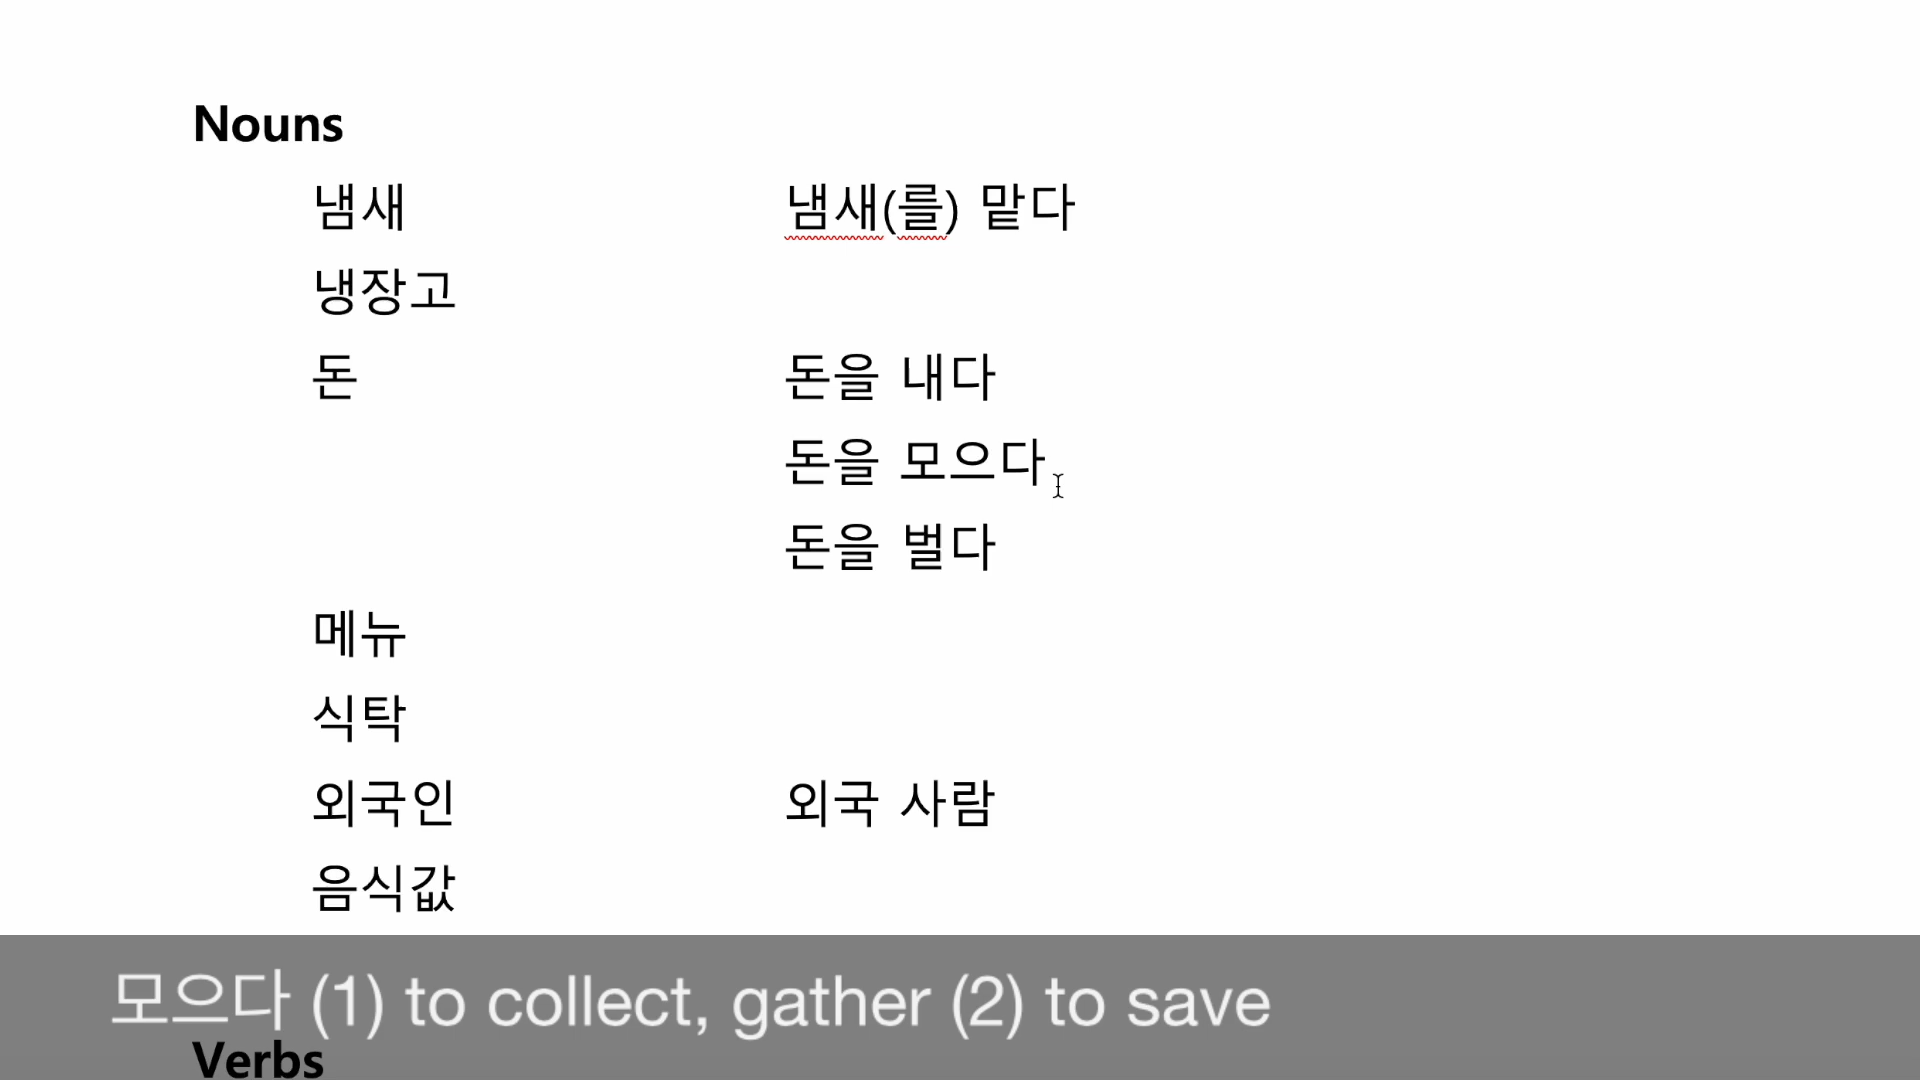 Nouns
냄새 냄새(를) 맡다
냉장고
돈 돈을 내다
돈을 모으다
돈을 벌다
메뉴
식탁
외국인 외국 사람
음식값
모으다 (1) to collect, gather (2) to save
Verbs